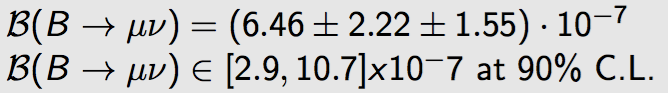 ℬ(B → μν) = (6.46 ± 2.22 ± 1.55) · 10⁻⁷
ℬ(B → μν) ∈ [2.9, 10.7]x10⁻7 at 90% C.L.